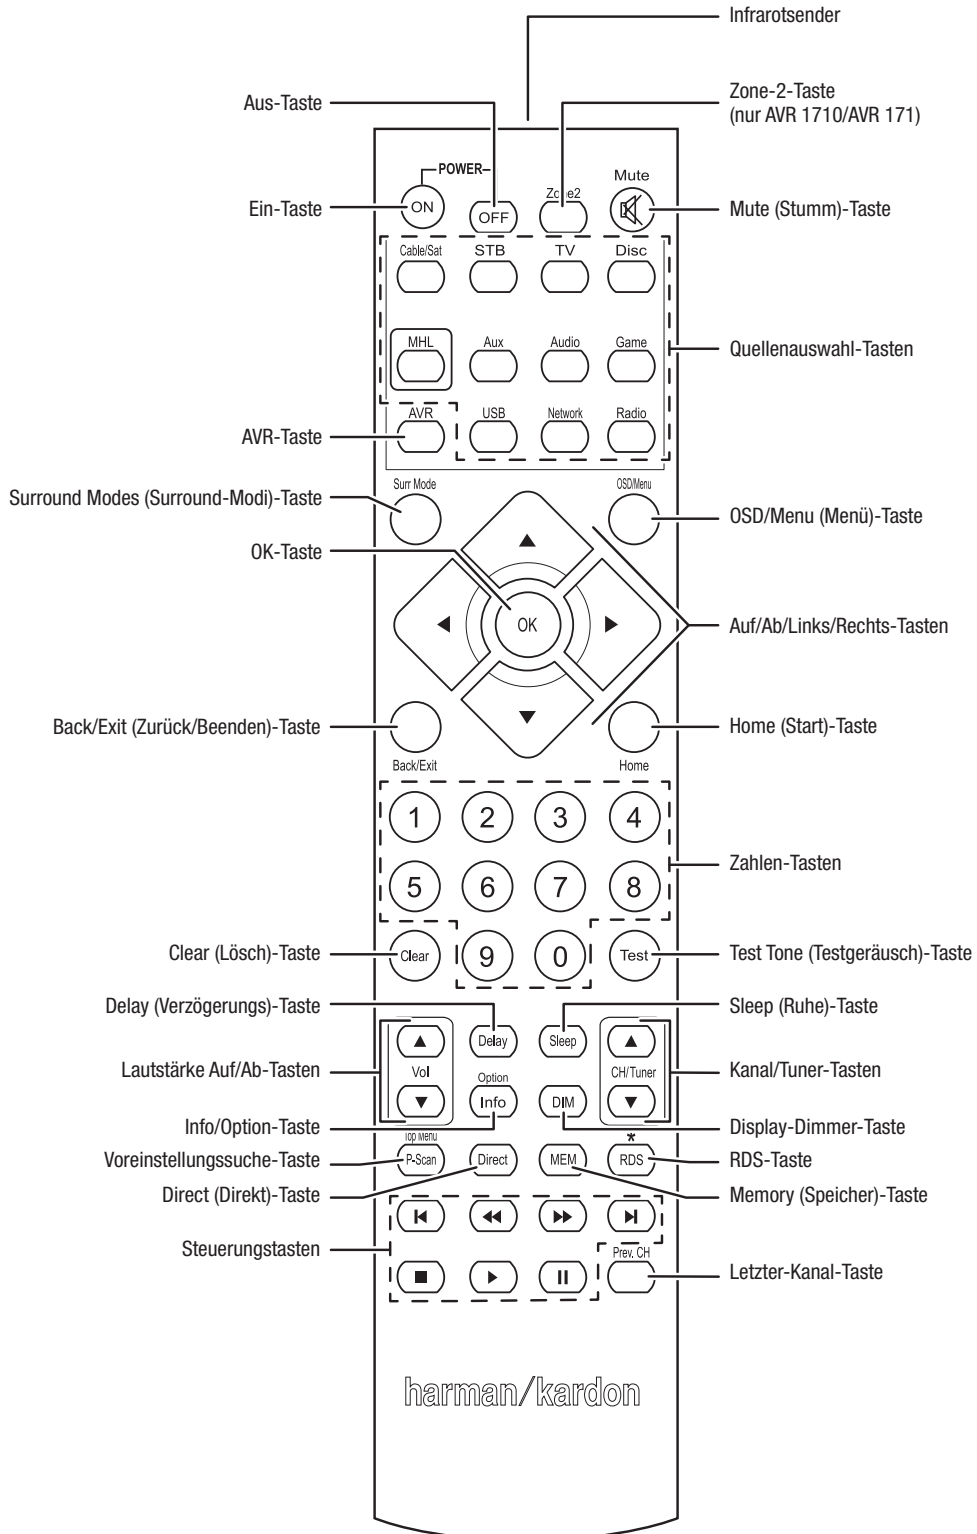 Infrarotsender
Aus-Taste
Zone-2-Taste
(nur AVR 1710/AVR 171)
POWER
Mute
Ein-Taste
ON
OFF
Zone2
Mute (Stumm)-Taste
Cable/Sat
STB
TV
Disc
MHL
Aux
Audio
Game
Quellenauswahl-Tasten
AVR
USB
Network
Radio
AVR-Taste
Surr Mode
OSD/Menu
Surround Modes (Surround-Modi)-Taste
OSD/Menu (Menü)-Taste
OK-Taste
OK
Auf/Ab/Links/Rechts-Tasten
Back/Exit (Zurück/Beenden)-Taste
Home (Start)-Taste
Back/Exit
Home
1
2
3
4
Zahlen-Tasten
5
6
7
8
Clear (Lösch)-Taste
Clear
9
0
Test
Test Tone (Testgeräusch)-Taste
Delay (Verzögerungs)-Taste
Sleep (Ruhe)-Taste
Delay
Sleep
Lautstärke Auf/Ab-Tasten
Vol
CH/Tuner
Kanal/Tuner-Tasten
Option
Info
DIM
Info/Option-Taste
Display-Dimmer-Taste
Top Menu
*
Voreinstellungssuche-Taste
P-Scan
Direct
MEM
RDS
RDS-Taste
Direct (Direkt)-Taste
Memory (Speicher)-Taste
Steuerungstasten
Prev. CH
Letzter-Kanal-Taste
harman/kardon